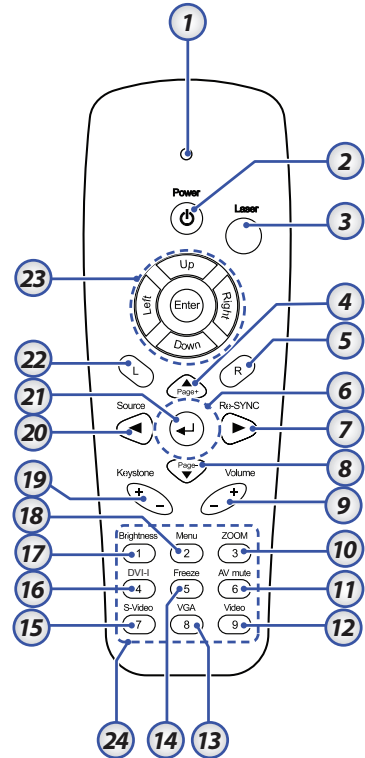 1
Power
2
Laser
3
Up
23
Left
Enter
Right
Down
4
22
L
R
5
Page+
21
6
Source
Re-SYNC
20
7
Page-
8
19
Keystone
Volume
+
−
−
+
9
18
Brightness
Menu
ZOOM
10
17
1
2
3
DVI-I
Freeze
AV mute
16
4
5
6
11
S-Video
VGA
Video
15
7
8
9
12
24
14
13